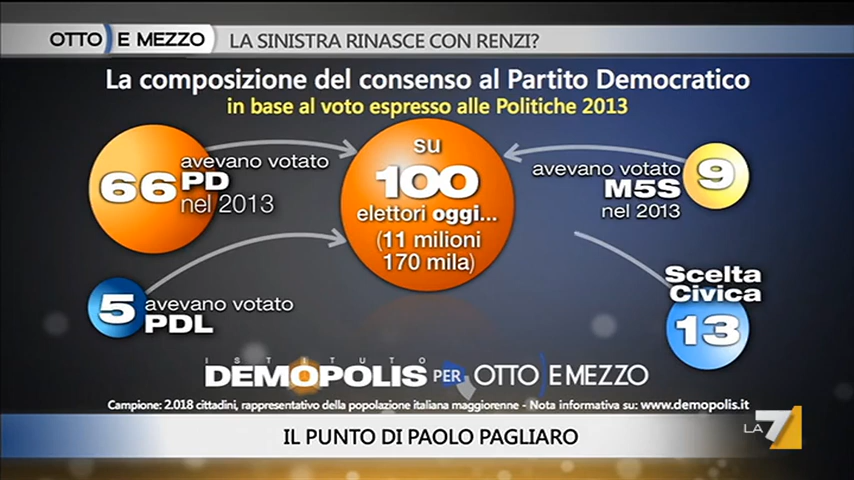 OTTO E MEZZO
LA SINISTRA RINASCE CON RENZI?
La composizione del consenso al Partito Democratico
in base al voto espresso alle Politiche 2013
66
avevano votato
PD
nel 2013
su
100
elettori oggi...
(11 milioni
170 mila)
avevano votato
M5S
nel 2013
9
5
avevano votato
PDL
Scelta
Civica
13
ISTITUTO
DEMOPOLIS PER OTTO E MEZZO
Campione: 2.018 cittadini, rappresentativo della popolazione italiana maggiorenne - Nota informativa su: www.demopolis.it
IL PUNTO DI PAOLO PAGLIARO
LA7